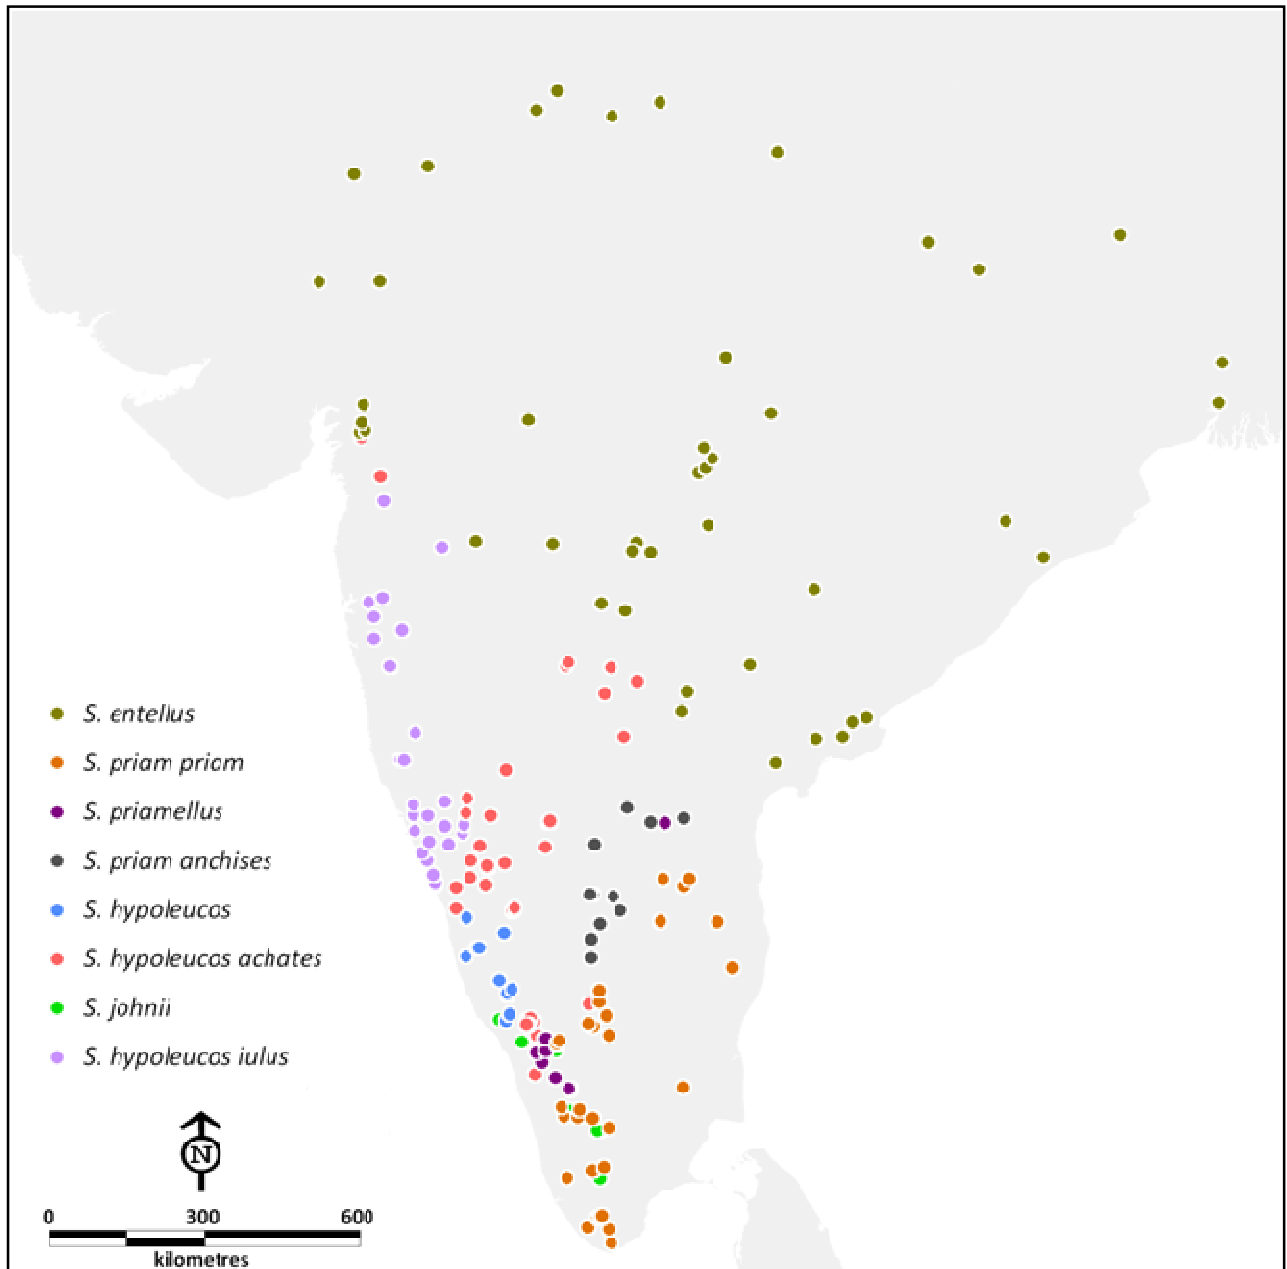 S. entellus
S. priam priam
S. priamellus
S. priam anchises
S. hypoleucos
S. hypoleucos achates
S. johnii
S. hypoleucos iulus
N
0 300 600
kilometres